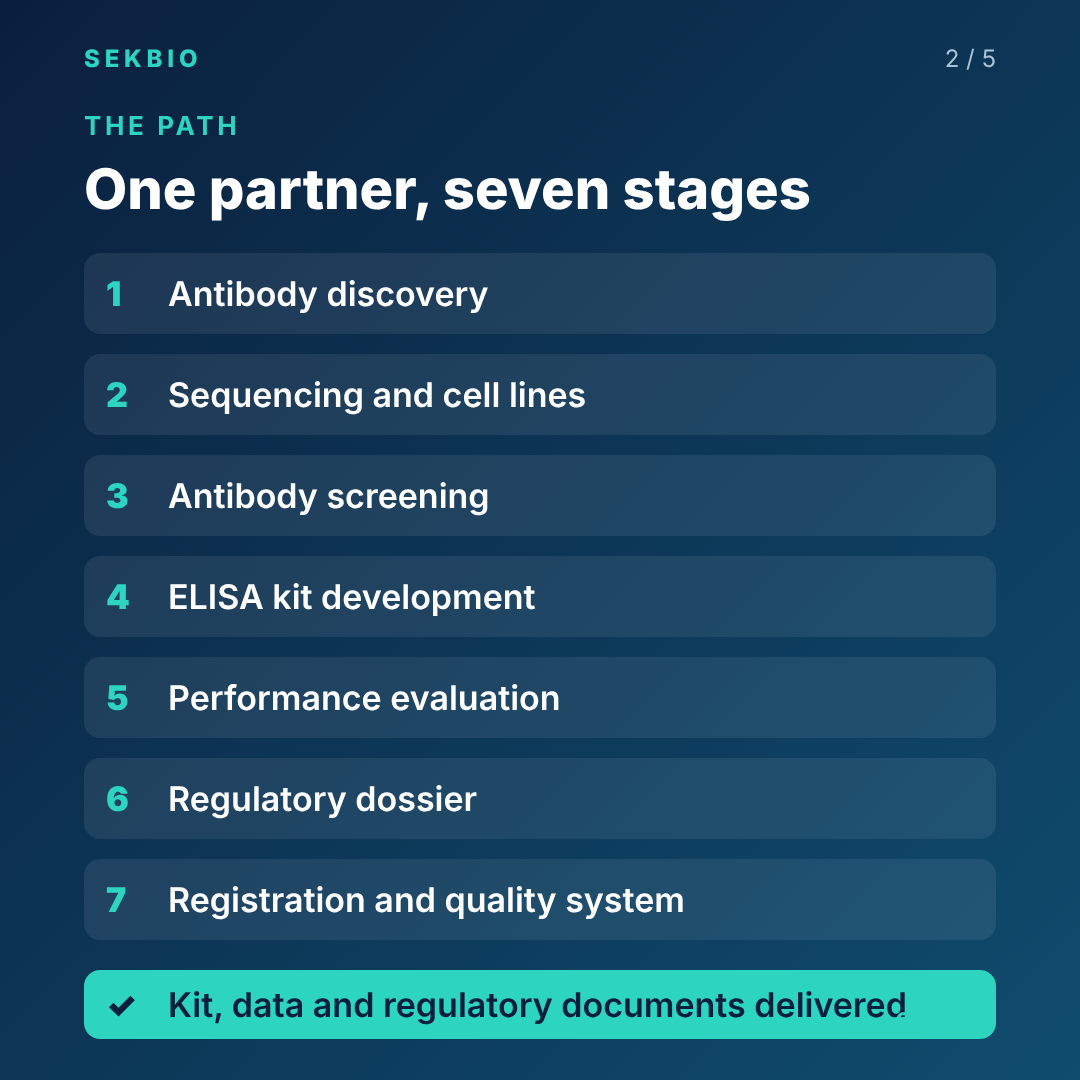 SEKBIO
2 / 5
THE PATH
One partner, seven stages
1 Antibody discovery
2 Sequencing and cell lines
3 Antibody screening
4 ELISA kit development
5 Performance evaluation
6 Regulatory dossier
7 Registration and quality system
✓ Kit, data and regulatory documents delivered